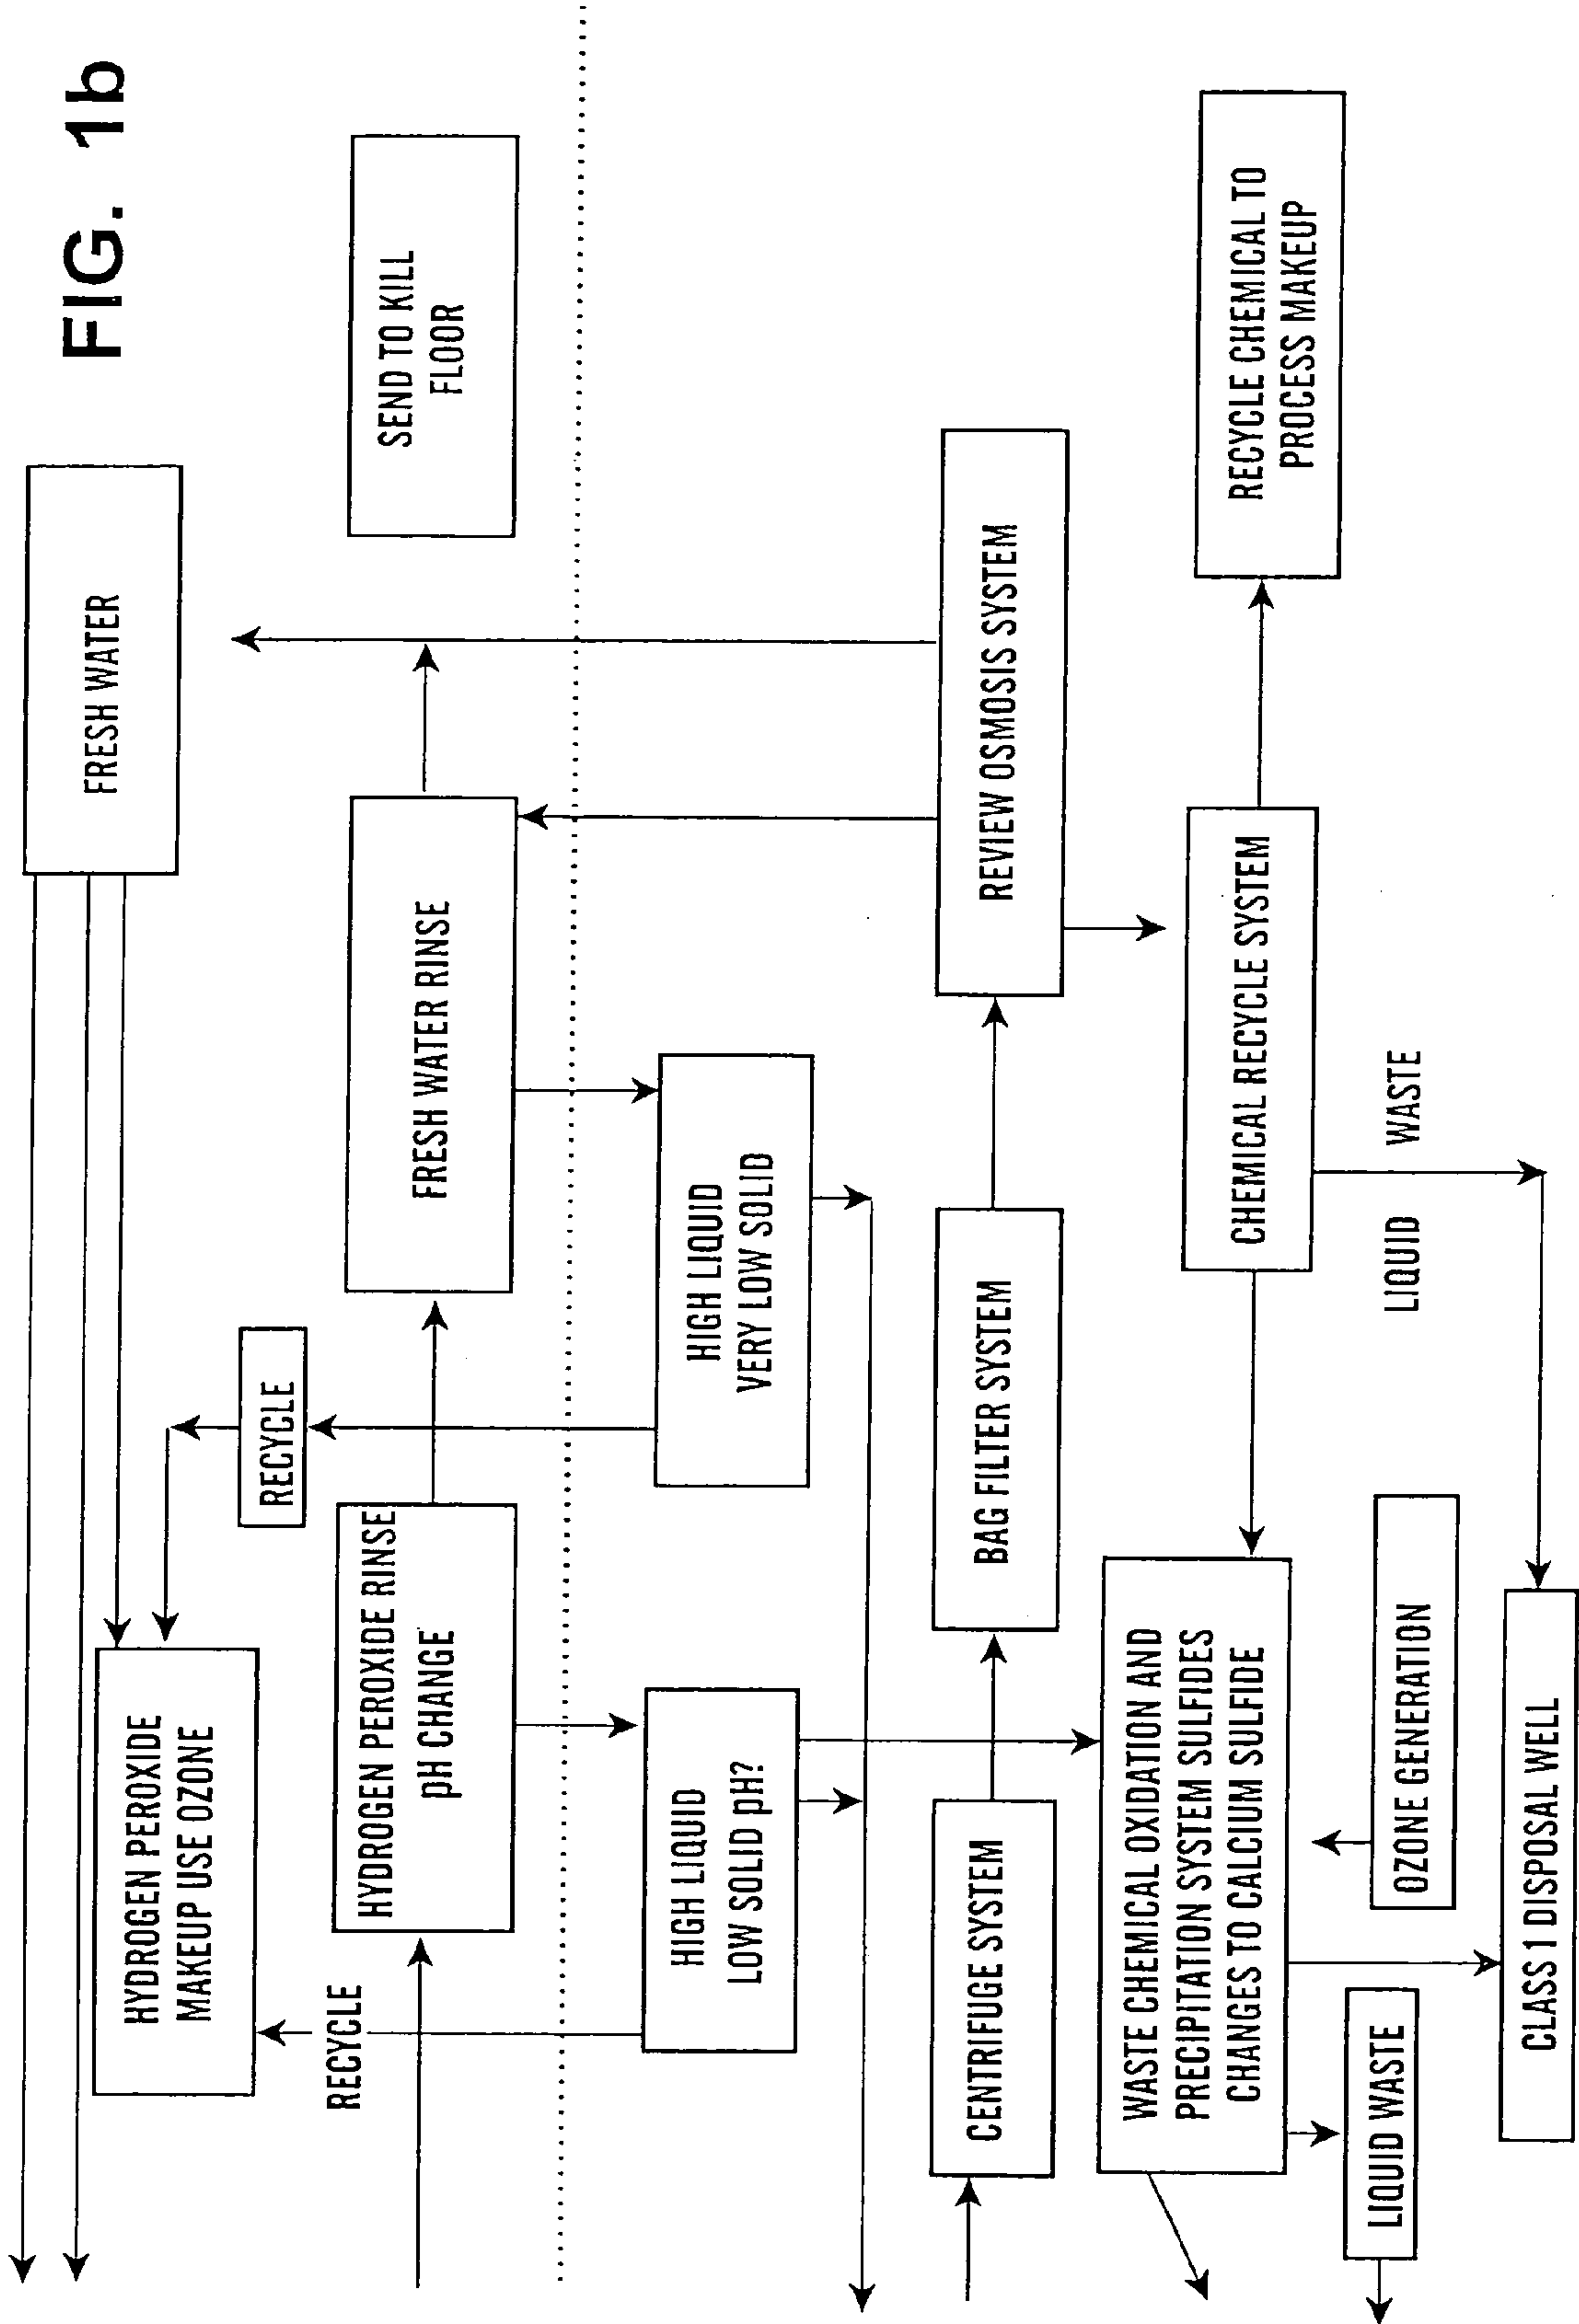 FIG. 1b
FRESH WATER
HYDROGEN PEROXIDE
MAKEUP USE OZONE
RECYCLE
RECYCLE
HYDROGEN PEROXIDE RINSE
pH CHANGE
FRESH WATER RINSE
SEND TO KILL
FLOOR
HIGH LIQUID
LOW SOLID pH?
HIGH LIQUID
VERY LOW SOLID
CENTRIFUGE SYSTEM
BAG FILTER SYSTEM
REVIEW OSMOSIS SYSTEM
WASTE CHEMICAL OXIDATION AND
PRECIPITATION SYSTEM SULFIDES
CHANGES TO CALCIUM SULFIDE
CHEMICAL RECYCLE SYSTEM
RECYCLE CHEMICAL TO
PROCESS MAKEUP
LIQUID WASTE
OZONE GENERATION
LIQUID WASTE
CLASS 1 DISPOSAL WELL